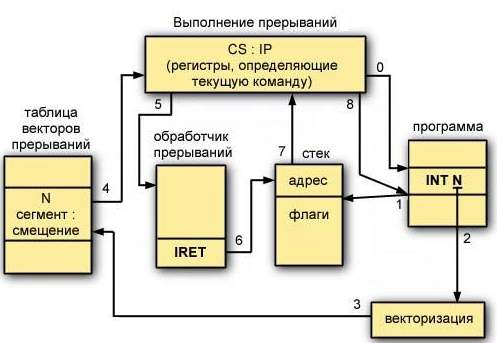 Выполнение прерываний
CS : IP
(регистры, определяющие
текущую команду)
0
5
8
таблица
векторов
прерываний
4
N
сегмент :
смещение
обработчик
прерываний
IRET
6
7
стек
адрес
флаги
1
программа
INT N
2
3
векторизация